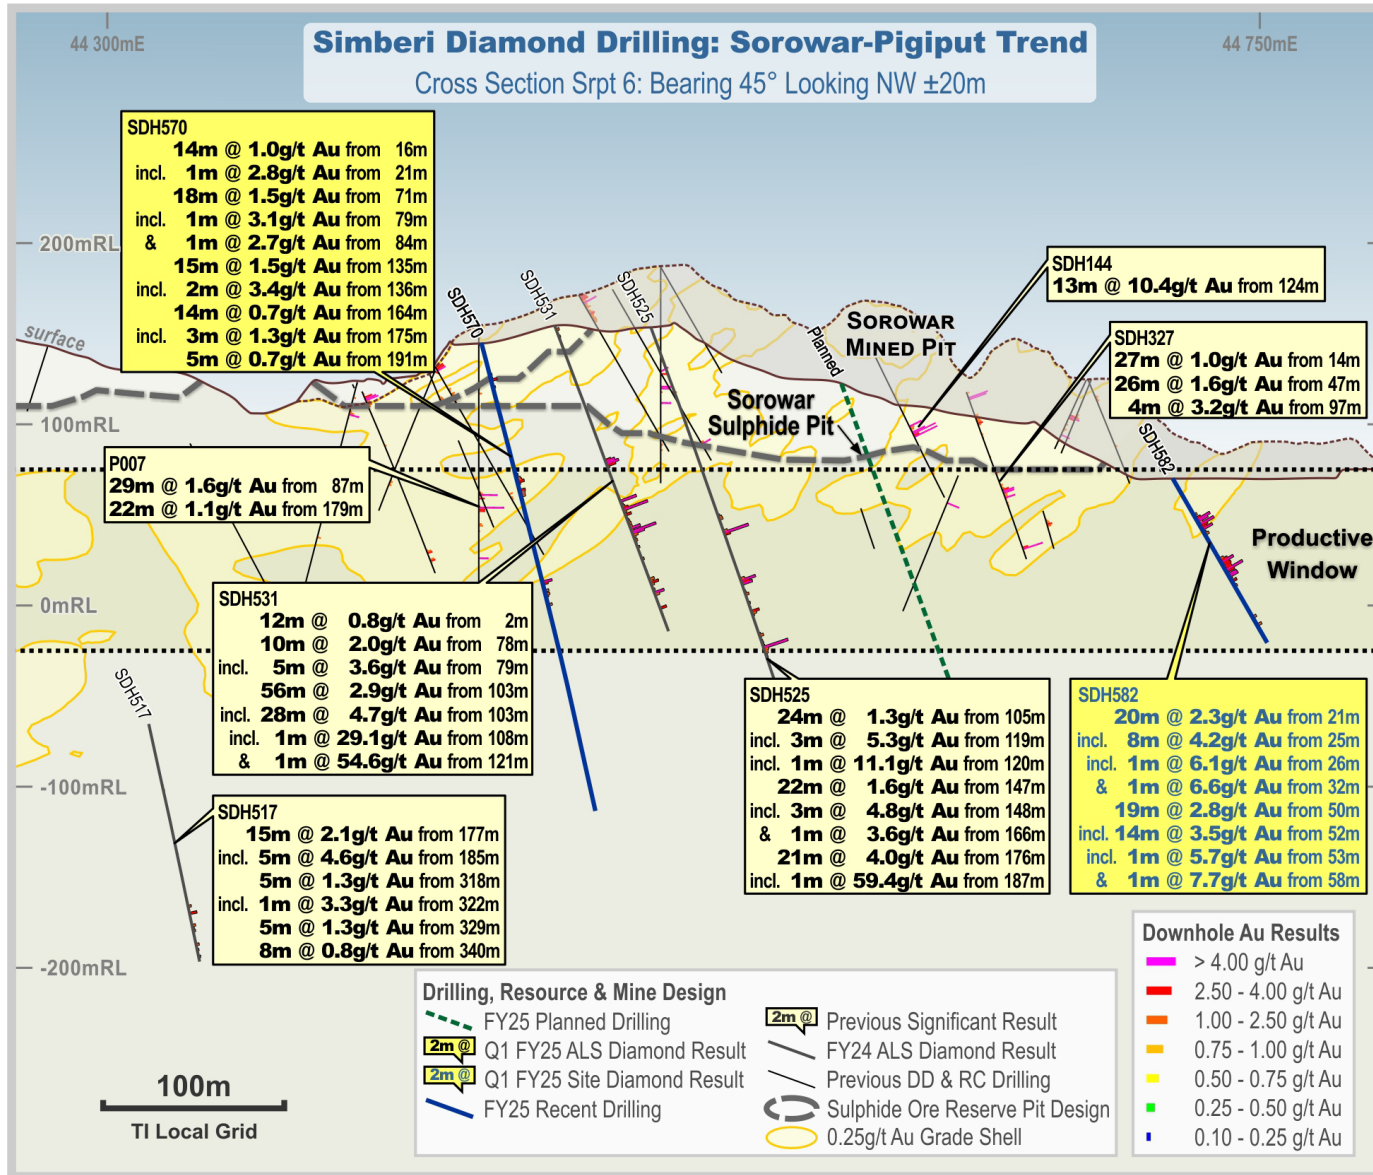 44 300mE
Simberi Diamond Drilling: Sorowar-Pigiput Trend
44 750mE
Cross Section Srpt 6: Bearing 45° Looking NW ±20m
SDH570
14m @ 1.0g/t Au from 16m
incl. 1m @ 2.8g/t Au from 21m
18m @ 1.5g/t Au from 71m
incl. 1m @ 3.1g/t Au from 79m
& 1m @ 2.7g/t Au from 84m
15m @ 1.5g/t Au from 135m
incl. 2m @ 3.4g/t Au from 136m
14m @ 0.7g/t Au from 164m
incl. 3m @ 1.3g/t Au from 175m
5m @ 0.7g/t Au from 191m
200mRL
100mRL
0mRL
-100mRL
-200mRL
surface
SDH570
SDH531
SDH525
Planned
SOROWAR
MINED PIT
Sorowar
Sulphide Pit
SDH144
13m @ 10.4g/t Au from 124m
SDH327
27m @ 1.0g/t Au from 14m
26m @ 1.6g/t Au from 47m
4m @ 3.2g/t Au from 97m
SDH582
P007
29m @ 1.6g/t Au from 87m
22m @ 1.1g/t Au from 179m
Productive
Window
SDH531
12m @ 0.8g/t Au from 2m
10m @ 2.0g/t Au from 78m
incl. 5m @ 3.6g/t Au from 79m
56m @ 2.9g/t Au from 103m
incl. 28m @ 4.7g/t Au from 103m
incl. 1m @ 29.1g/t Au from 108m
& 1m @ 54.6g/t Au from 121m
SDH517
SDH517
15m @ 2.1g/t Au from 177m
incl. 5m @ 4.6g/t Au from 185m
5m @ 1.3g/t Au from 318m
incl. 1m @ 3.3g/t Au from 322m
5m @ 1.3g/t Au from 329m
8m @ 0.8g/t Au from 340m
SDH525
24m @ 1.3g/t Au from 105m
incl. 3m @ 5.3g/t Au from 119m
incl. 1m @ 11.1g/t Au from 120m
22m @ 1.6g/t Au from 147m
incl. 3m @ 4.8g/t Au from 148m
& 1m @ 3.6g/t Au from 166m
21m @ 4.0g/t Au from 176m
incl. 1m @ 59.4g/t Au from 187m
SDH582
20m @ 2.3g/t Au from 21m
incl. 8m @ 4.2g/t Au from 25m
incl. 1m @ 6.1g/t Au from 26m
& 1m @ 6.6g/t Au from 32m
19m @ 2.8g/t Au from 50m
incl. 14m @ 3.5g/t Au from 52m
incl. 1m @ 5.7g/t Au from 53m
& 1m @ 7.7g/t Au from 58m
100m
TI Local Grid
Drilling, Resource & Mine Design
FY25 Planned Drilling
2m @ Q1 FY25 ALS Diamond Result
2m @ Q1 FY25 Site Diamond Result
FY25 Recent Drilling
2m @ Previous Significant Result
FY24 ALS Diamond Result
Previous DD & RC Drilling
Sulphide Ore Reserve Pit Design
0.25g/t Au Grade Shell
Downhole Au Results
> 4.00 g/t Au
2.50 - 4.00 g/t Au
1.00 - 2.50 g/t Au
0.75 - 1.00 g/t Au
0.50 - 0.75 g/t Au
0.25 - 0.50 g/t Au
0.10 - 0.25 g/t Au